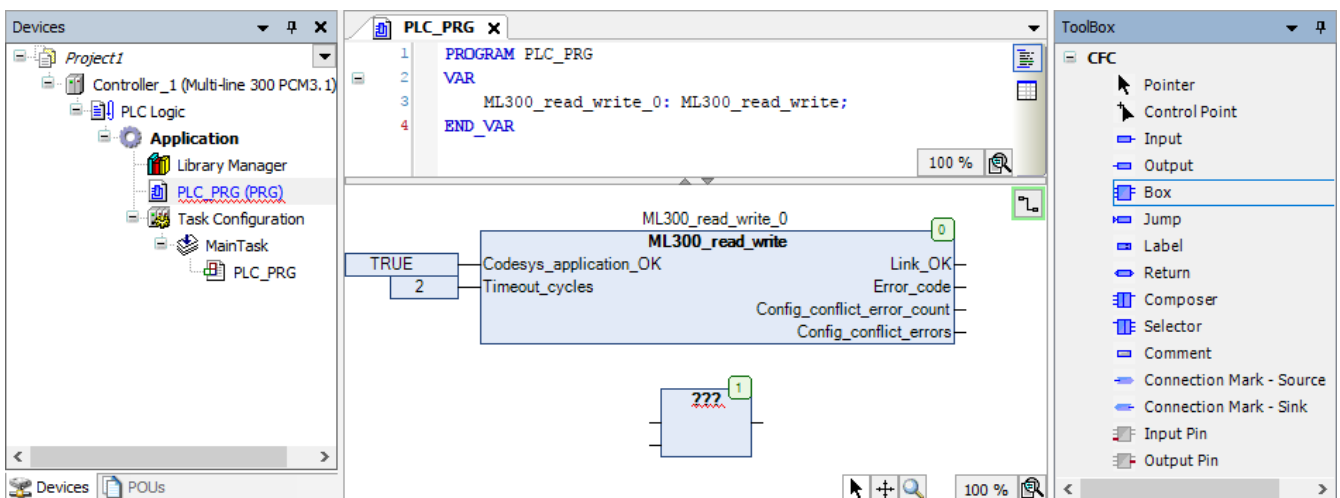 Devices
Project1
Controller_1 (Multi-line 300 PCM3.1)
PLC Logic
Application
Library Manager
PLC_PRG (PRG)
Task Configuration
MainTask
PLC_PRG
Devices
POUs
PLC_PRG X
1 PROGRAM PLC_PRG
2 VAR
3 ML300_read_write_0: ML300_read_write;
4 END_VAR
100 %
ML300_read_write_0
0
ML300_read_write
TRUE Codesys_application_OK Link_OK
2 Timeout_cycles Error_code
Config_conflict_error_count
Config_conflict_errors
1
???
100 %
ToolBox
CFC
Pointer
Control Point
Input
Output
Box
Jump
Label
Return
Composer
Selector
Comment
Connection Mark - Source
Connection Mark - Sink
Input Pin
Output Pin